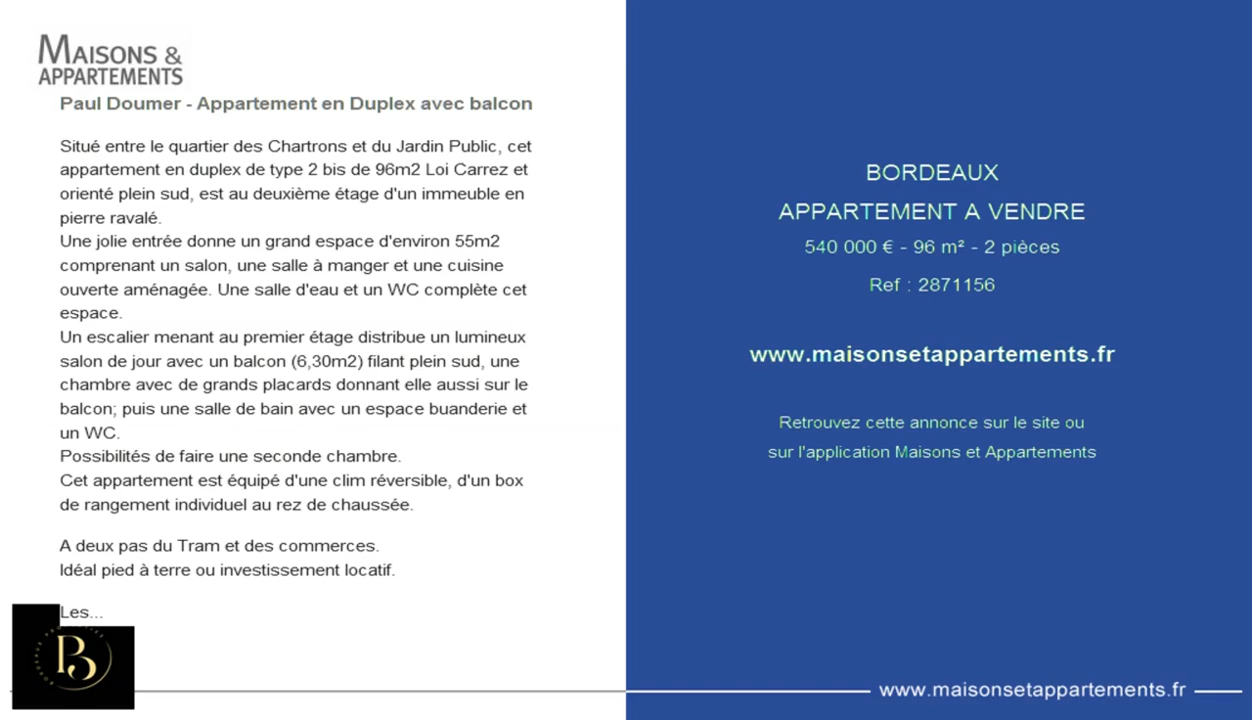 MAISONS &
APPARTEMENTS
Paul Doumer - Appartement en Duplex avec balcon
Situé entre le quartier des Chartrons et du Jardin Public, cet
appartement en duplex de type 2 bis de 96m2 Loi Carrez et
orienté plein sud, est au deuxième étage d'un immeuble en
pierre ravalé.
Une jolie entrée donne un grand espace d'environ 55m2
comprenant un salon, une salle à manger et une cuisine
ouverte aménagée. Une salle d'eau et un WC complète cet
espace.
Un escalier menant au premier étage distribue un lumineux
salon de jour avec un balcon (6,30m2) filant plein sud, une
chambre avec de grands placards donnant elle aussi sur le
balcon; puis une salle de bain avec un espace buanderie et
un WC.
Possibilités de faire une seconde chambre.
Cet appartement est équipé d'une clim réversible, d'un box
de rangement individuel au rez de chaussée.
A deux pas du Tram et des commerces.
Idéal pied à terre ou investissement locatif.
Les...
BORDEAUX
APPARTEMENT A VENDRE
540 000 € - 96 m² - 2 pièces
Ref : 2871156
www.maisonsetappartements.fr
Retrouvez cette annonce sur le site ou
sur l'application Maisons et Appartements
www.maisonsetappartements.fr